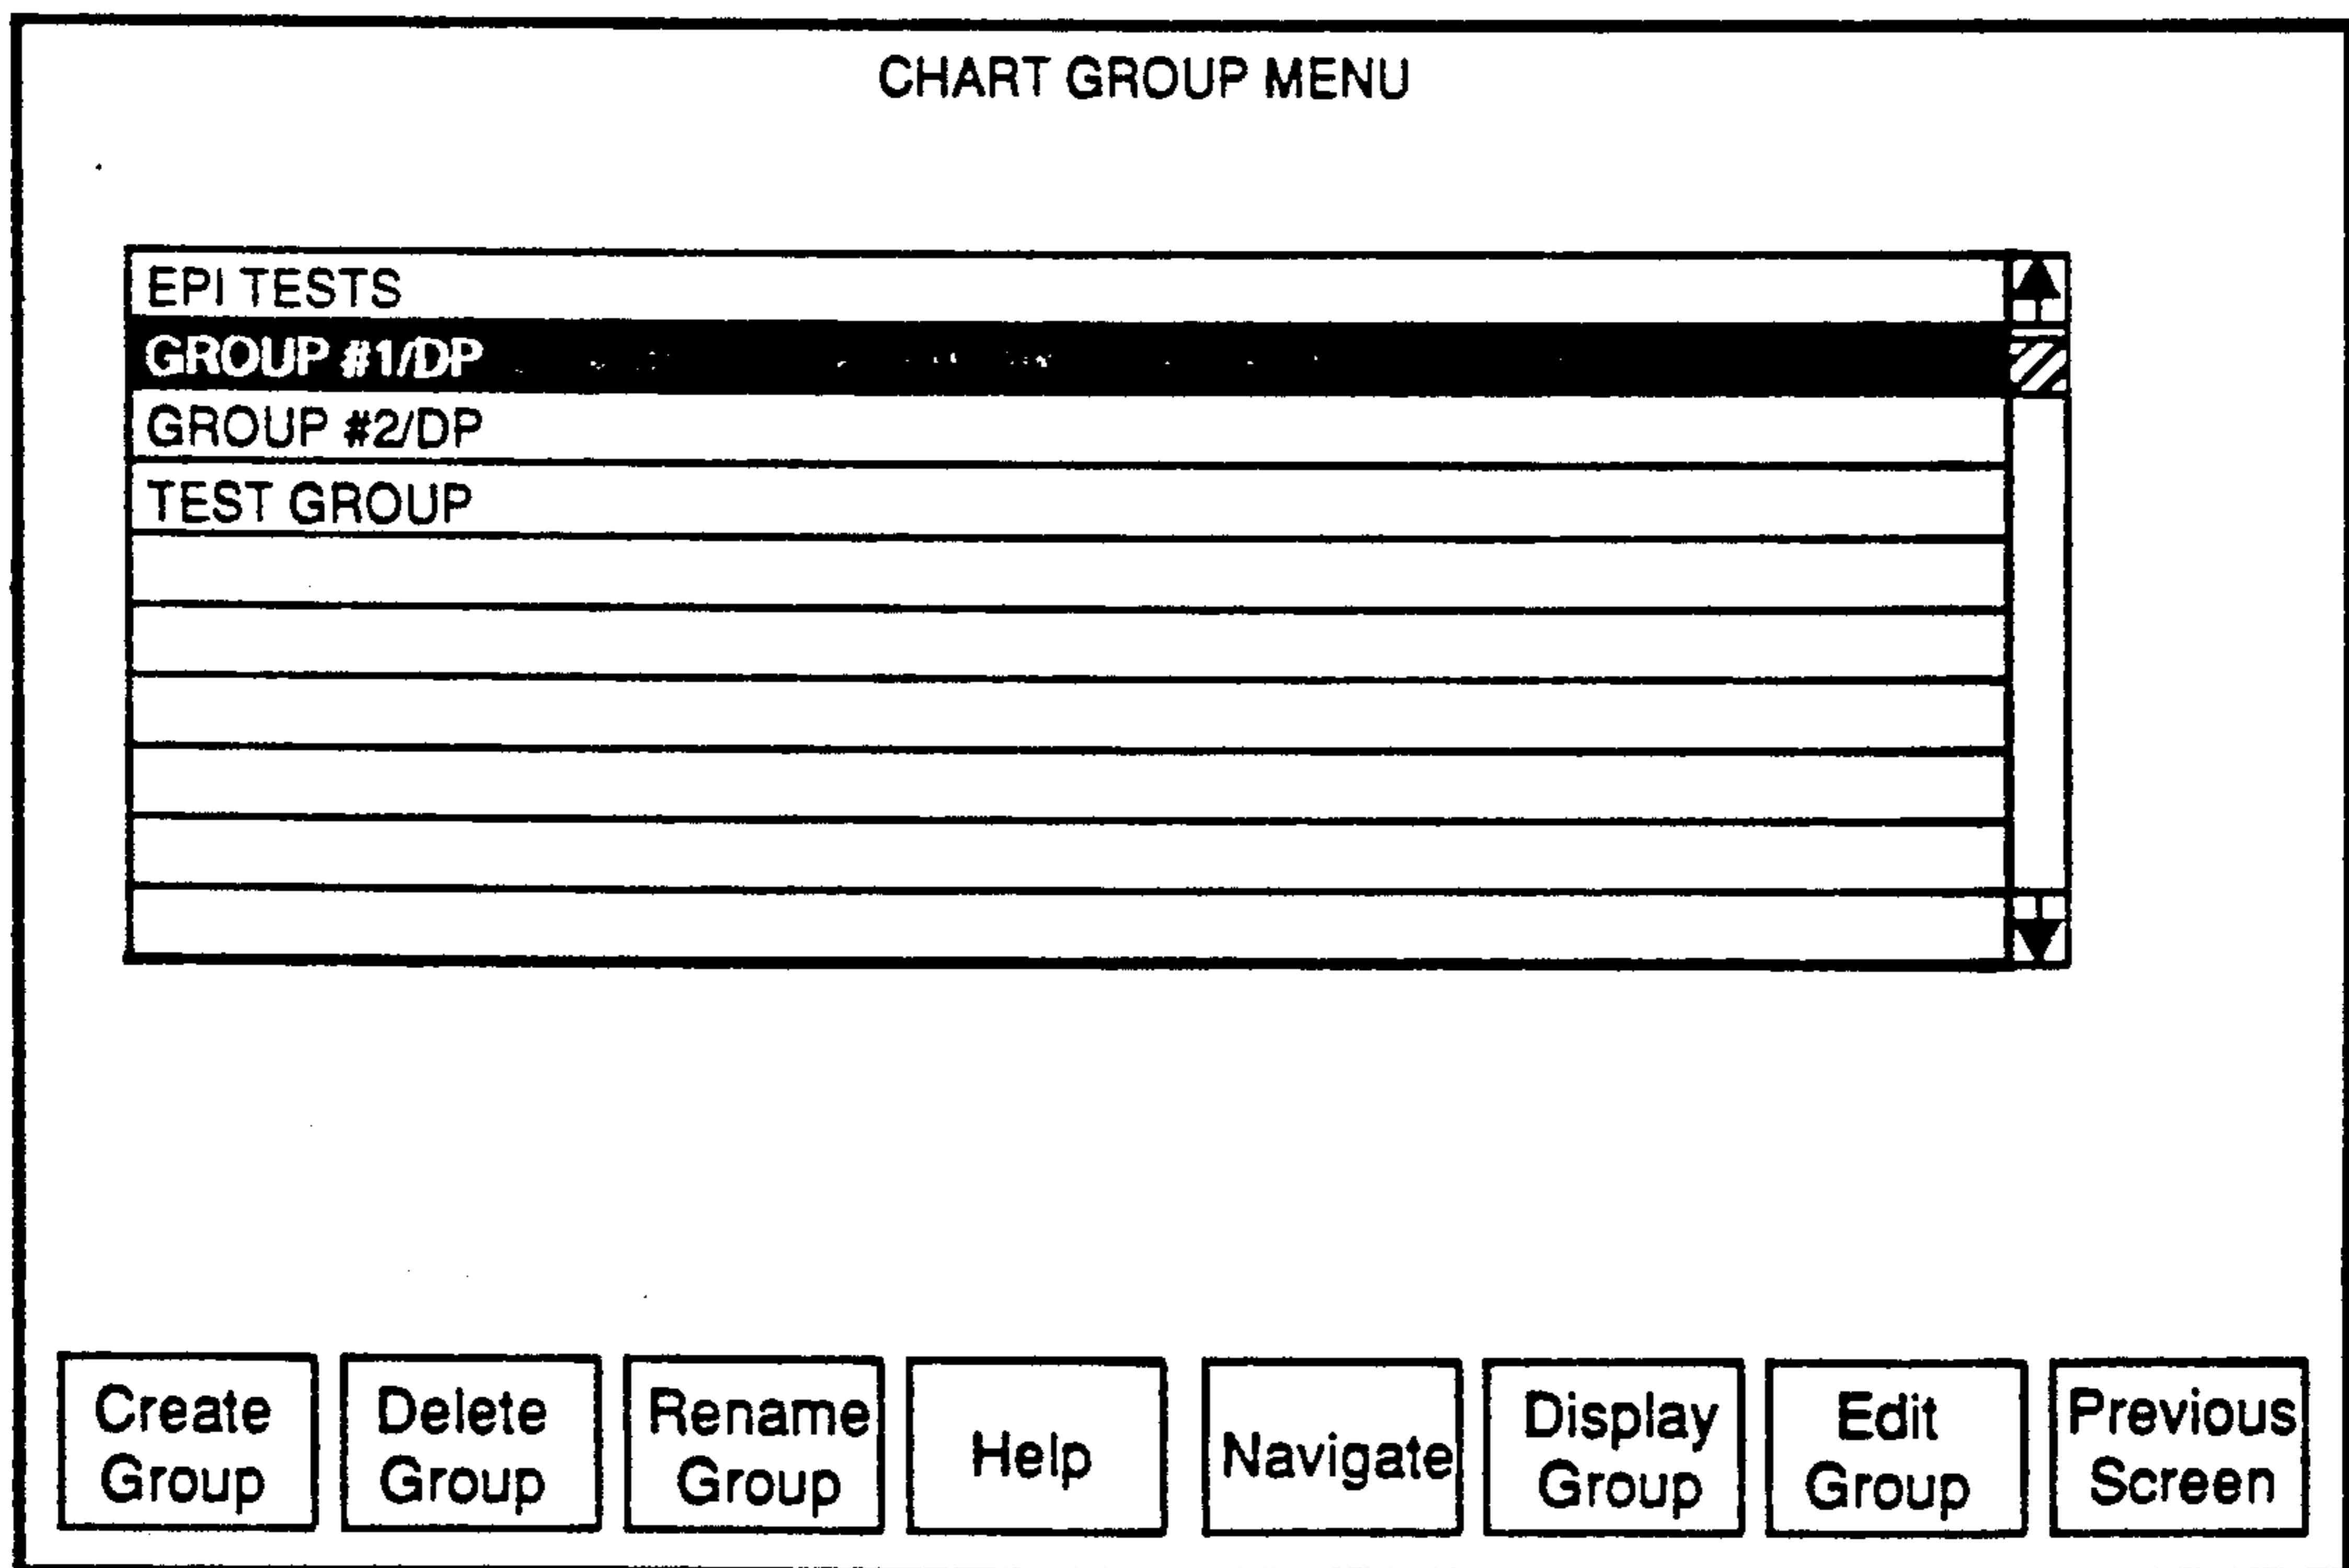 CHART GROUP MENU
EPI TESTS
GROUP #1/DP
GROUP #2/DP
TEST GROUP
Create
Group
Delete
Group
Rename
Group
Help
Navigate
Display
Group
Edit
Group
Previous
Screen